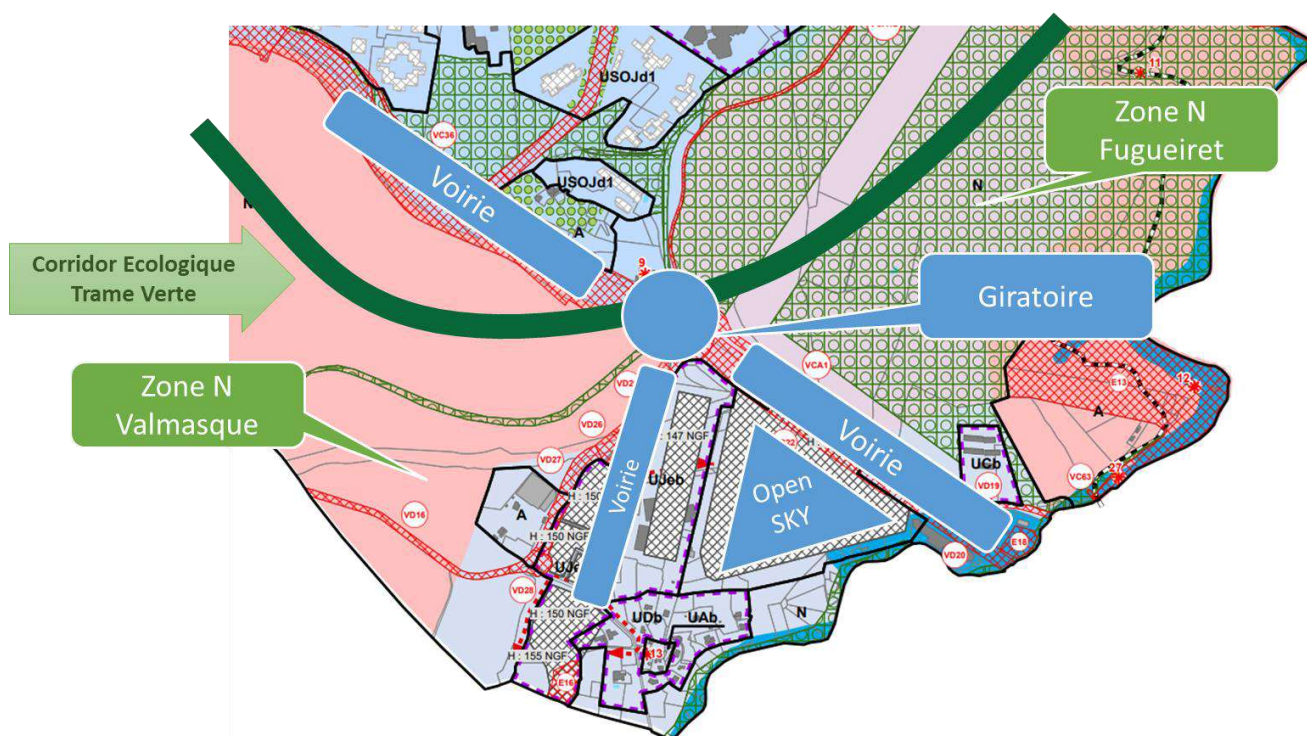 USOJd1
11
Zone N
Fugueiret
VC36
Voirie
USOJd1
N
A
N
Corridor Ecologique
Trame Verte
9
Giratoire
Zone N
Valmasque
VD2
VCA1
E13
12
A
VD26
: 147 NGF
Voirie
VD27
H : 150
UJeb
UCb
VC63
27
VD16
A
Voirie
Open
SKY
VD19
H : 150 NGF
E18
VD20
VD28
H : 150 NGF
UDb
UAb
N
H : 155 NGF
13
E16